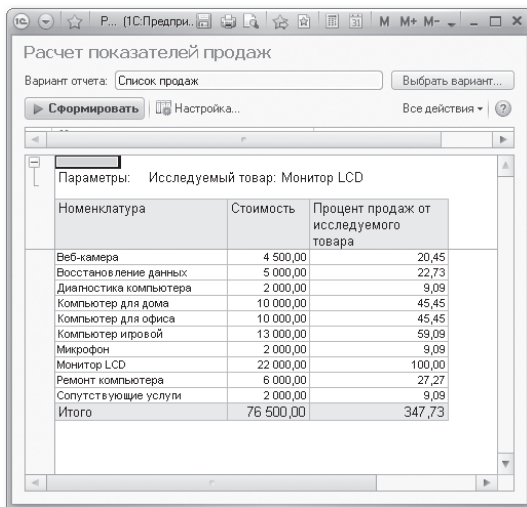 Р... (1С:Предпри.. M M+ M-
Расчет показателей продаж
Вариант отчета: Список продаж Выбрать вариант...
Сформировать Настройка... Все действия
Параметры: Исследуемый товар: Монитор LCD
Номенклатура Стоимость Процент продаж от
исследуемого
товара
Веб-камера 4 500,00 20,45
Восстановление данных 5 000,00 22,73
Диагностика компьютера 2 000,00 9,09
Компьютер для дома 10 000,00 45,45
Компьютер для офиса 10 000,00 45,45
Компьютер игровой 13 000,00 59,09
Микрофон 2 000,00 9,09
Монитор LCD 22 000,00 100,00
Ремонт компьютера 6 000,00 27,27
Сопутствующие услуги 2 000,00 9,09
Итого 76 500,00 347,73